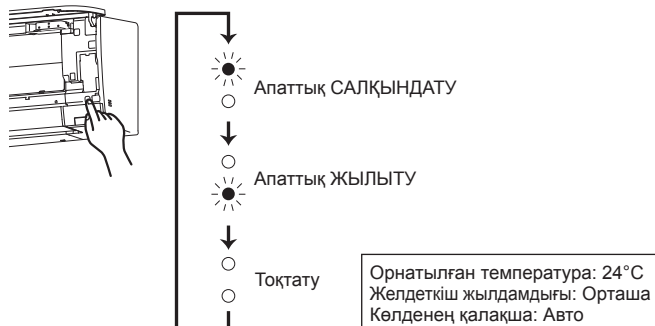 Апаттық САЛҚЫНДАТУ
Апаттық ЖЫЛЫТУ
Тоқтату
Орнатылған температура: 24°C
Желдеткіш жылдамдығы: Орташа
Көлденең қалақша: Авто